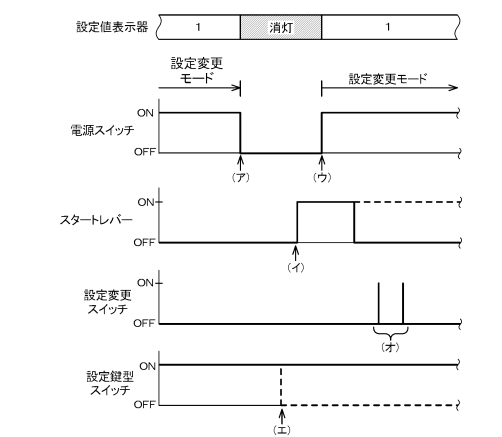 設定値表示器
1
消灯
1
設定変更
モード
設定変更モード
ON
電源スイッチ
OFF
(ア)
(ウ)
ON
スタートレバー
OFF
(イ)
ON
設定変更
スイッチ
OFF
(オ)
ON
設定鍵型
スイッチ
OFF
(エ)